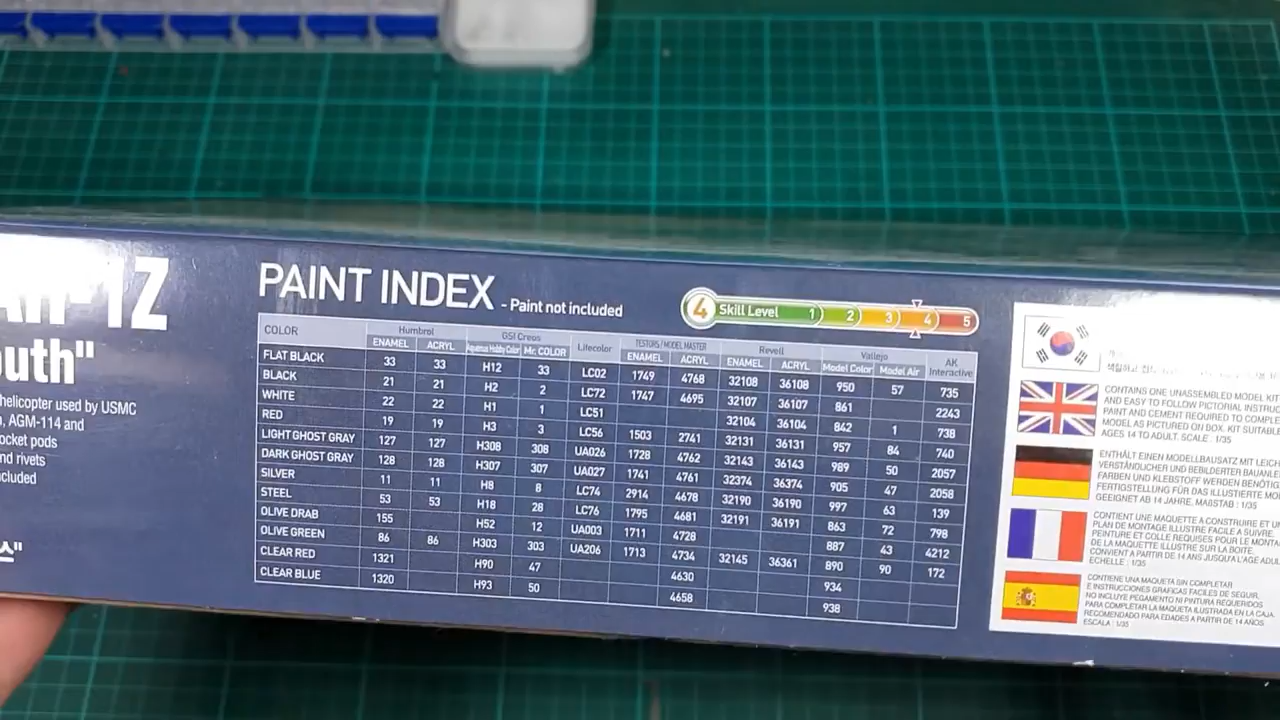 1Z
outh"
helicopter used by USMC
AGM-114 and
ocket pods
nd rivets
cluded
스"
PAINT INDEX - Paint not included
4 Skill Level 1 2 3 4 5
COLOR Humbrol GSI Creos Lifecolor TESTORS / MODEL MASTER Revell Vallejo AK Interactive
ENAMEL ACRYL Aqueous Hobby Color Mr. COLOR ENAMEL ACRYL ENAMEL ACRYL Model Color Model Air
FLAT BLACK 33 33 H12 33 LC02 1749 4768 32108 36108 950 57 735
BLACK 21 21 H2 2 LC72 1747 4695 32107 36107 861 2243
WHITE 22 22 H1 1 LC51 32104 36104 842 1 738
RED 19 19 H3 3 LC56 1503 2741 32131 36131 957 84 740
LIGHT GHOST GRAY 127 127 H308 308 UA026 1728 4762 32143 36143 989 50 2057
DARK GHOST GRAY 128 128 H307 307 UA027 1741 4761 32374 36374 905 47 2058
SILVER 11 11 H8 8 LC74 2914 4678 32190 36190 997 63 139
STEEL 53 53 H18 28 LC76 1795 4681 32191 36191 863 72 798
OLIVE DRAB 155 H52 12 UA003 1711 4728 887 43 4212
OLIVE GREEN 86 86 H303 303 UA206 1713 4734 32145 36361 890 90 172
CLEAR RED 1321 H90 47 4630 934
CLEAR BLUE 1320 H93 50 4658 938
CONTAINS ONE UNASSEMBLED MODEL KIT
AND EASY TO FOLLOW PICTORIAL INSTRUC
PAINT AND CEMENT REQUIRED TO COMPLE
MODEL AS PICTURED ON BOX. KIT SUITABLE
AGES 14 TO ADULT. SCALE : 1/35
ENTHÄLT EINEN MODELLBAUSATZ MIT LEICH
VERSTÄNDLICHER UND BEBILDERTER BAUANLE
FARBEN UND KLEBSTOFF WERDEN BENÖTIG
FERTIGSTELLUNG FÜR DAS ILLUSTRIERTE MO
GEEIGNET AB 14 JAHRE. MAßSTAB : 1/35
CONTIENT UNE MAQUETTE A CONSTRUIRE ET U
PLAN DE MONTAGE ILLUSTRE FACILE A SUIVRE.
PEINTURE ET COLLE REQUISES POUR LE MONTA
DE LA MAQUETTE ILLUSTRE SUR LA BOITE.
CONVIENT A PARTIR DE 14 ANS JUSQU'A L'AGE ADUL
ECHELLE : 1/35
CONTIENE UNA MAQUETA SIN COMPLETAR
E INSTRUCCIONES GRAFICAS FACILES DE SEGUIR.
NO INCLUYE PEGAMENTO NI PINTURA REQUERIDOS
PARA COMPLETAR LA MAQUETA ILUSTRADA EN LA CAJA.
RECOMENDADO PARA EDADES A PARTIR DE 14 AÑOS
ESCALA : 1/35